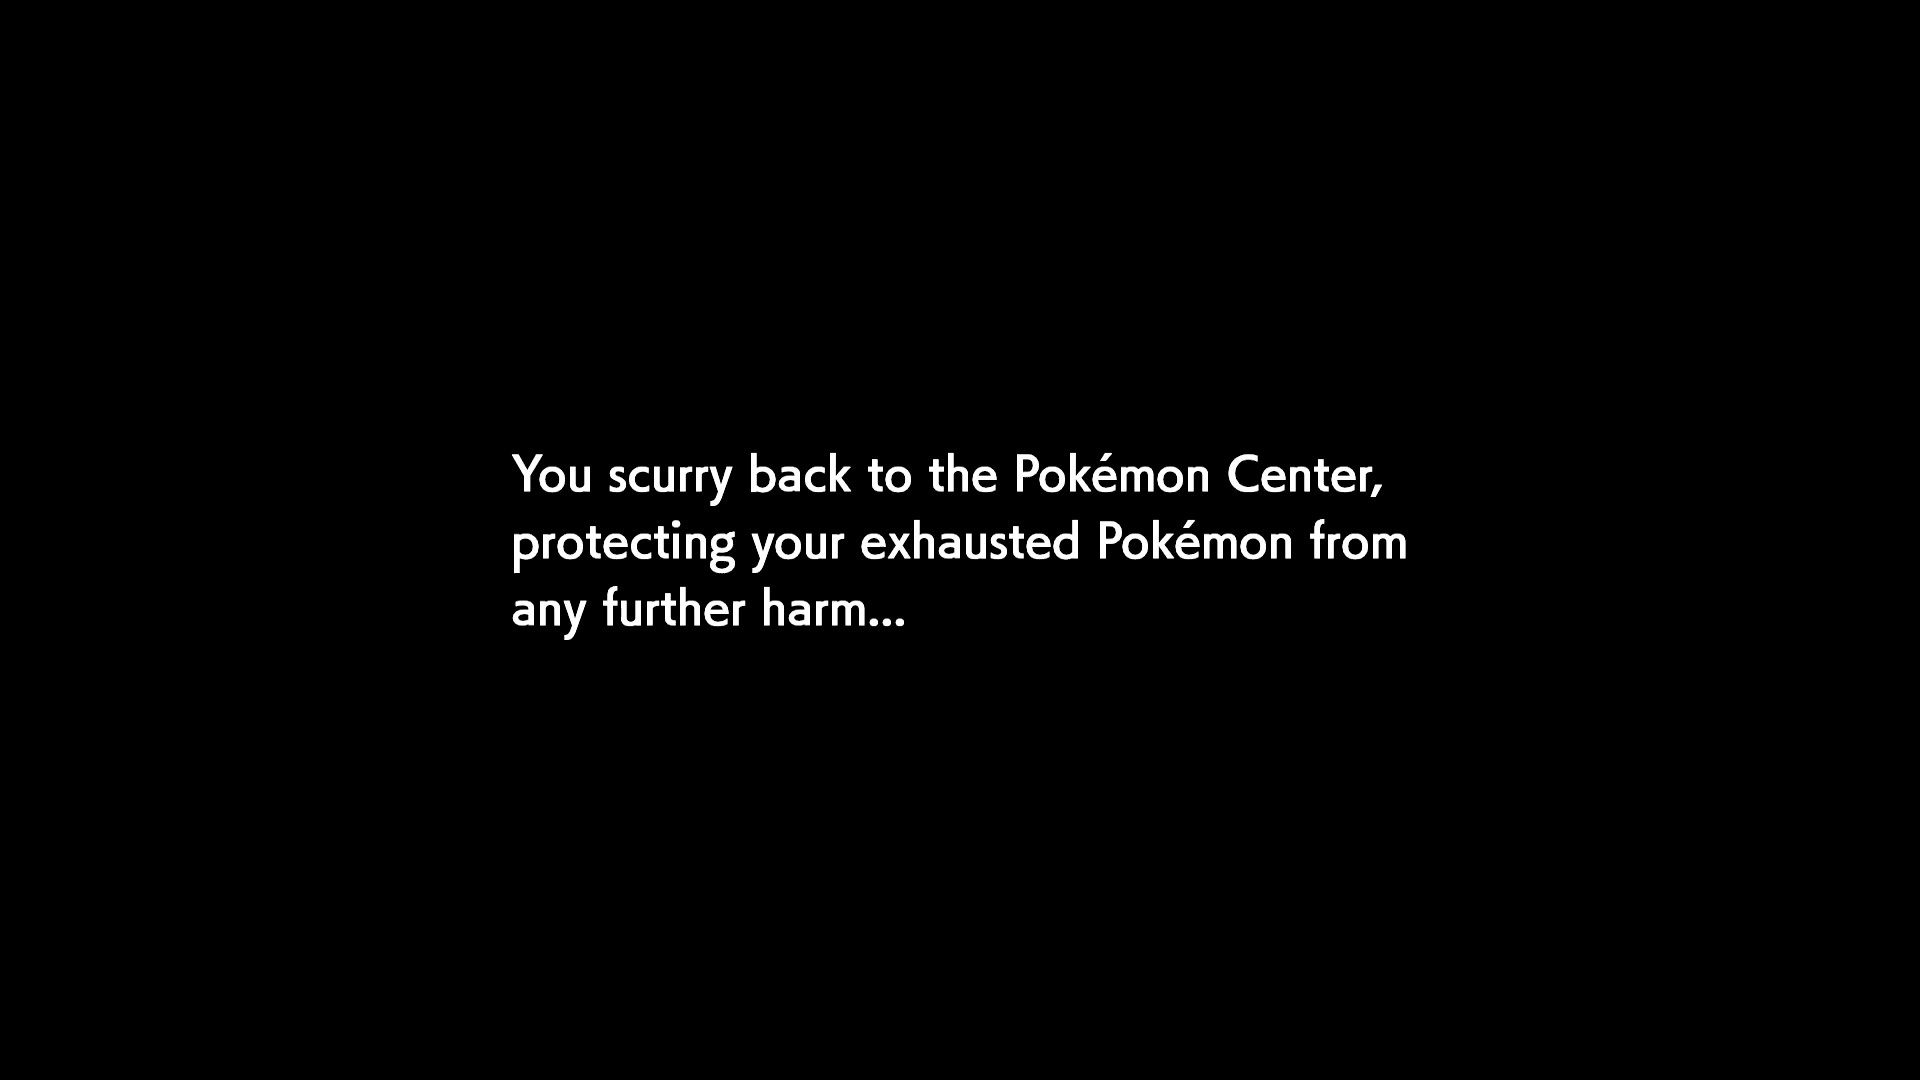 You scurry back to the Pokémon Center,
protecting your exhausted Pokémon from
any further harm...